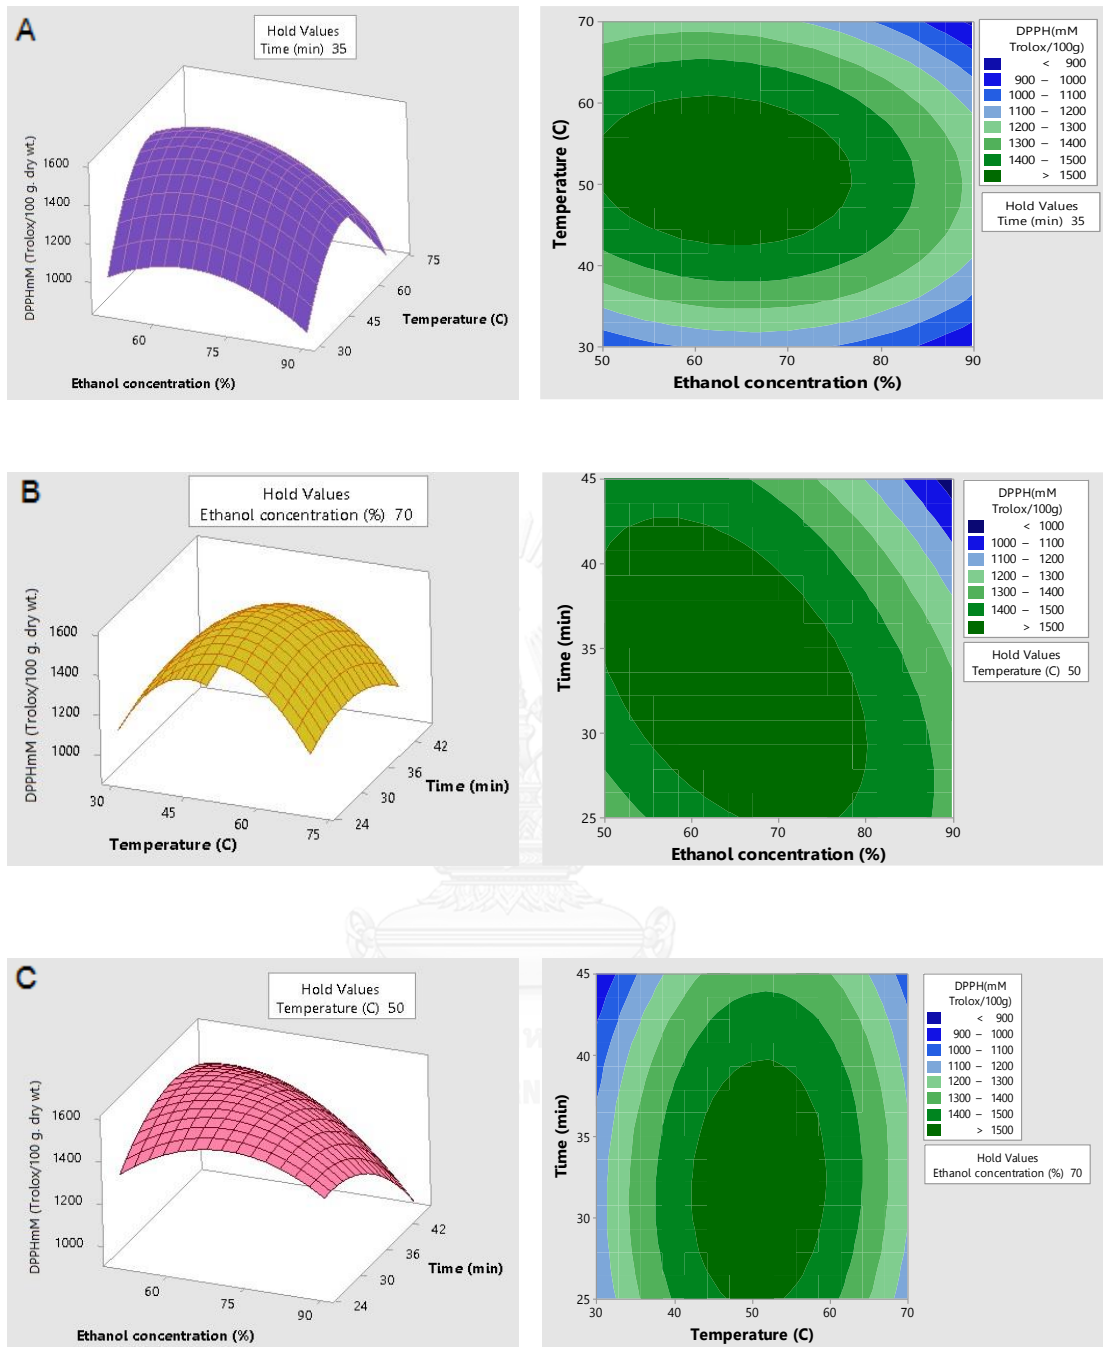 A
Hold Values
Time (min) 35
DPPHmM (Trolox/100 g. dry wt.)
1600
1400
1200
1000
60
75
90
30
45
60
75
Temperature (C)
Ethanol concentration (%)
70
60
50
40
30
Temperature (C)
50
60
70
80
90
Ethanol concentration (%)
DPPH(mM
Trolox/100g)
< 900
900 – 1000
1000 – 1100
1100 – 1200
1200 – 1300
1300 – 1400
1400 – 1500
> 1500
Hold Values
Time (min) 35
B
Hold Values
Ethanol concentration (%) 70
DPPHmM (Trolox/100 g. dry wt.)
1600
1400
1200
1000
30
45
60
75
24
30
36
42
Time (min)
Temperature (C)
45
40
35
30
25
Time (min)
50
60
70
80
90
Ethanol concentration (%)
DPPH(mM
Trolox/100g)
< 1000
1000 – 1100
1100 – 1200
1200 – 1300
1300 – 1400
1400 – 1500
> 1500
Hold Values
Temperature (C) 50
C
Hold Values
Temperature (C) 50
DPPHmM (Trolox/100 g. dry wt.)
1600
1400
1200
1000
60
75
90
24
30
36
42
Time (min)
Ethanol concentration (%)
45
40
35
30
25
Time (min)
30
40
50
60
70
Temperature (C)
DPPH(mM
Trolox/100g)
< 900
900 – 1000
1000 – 1100
1100 – 1200
1200 – 1300
1300 – 1400
1400 – 1500
> 1500
Hold Values
Ethanol concentration (%) 70